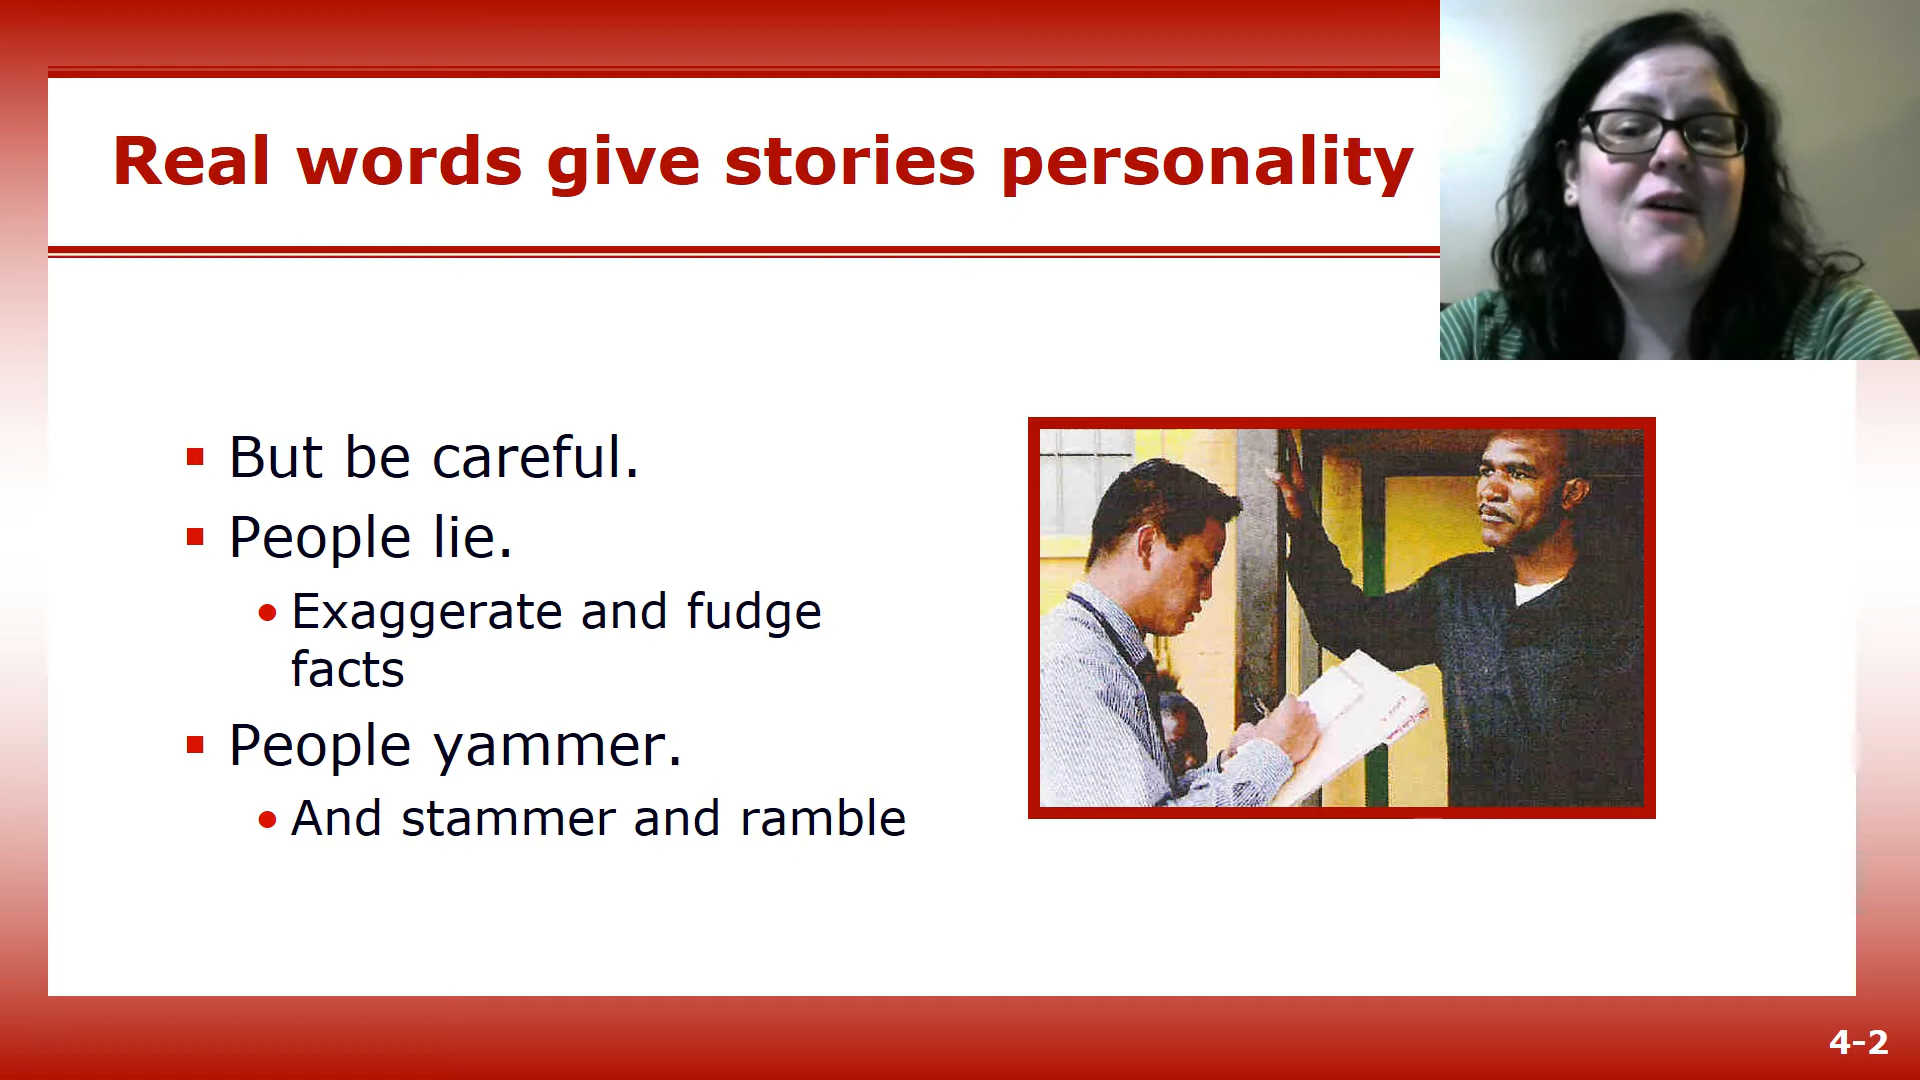 Real words give stories personality
▪ But be careful.
▪ People lie.
• Exaggerate and fudge
facts
▪ People yammer.
• And stammer and ramble
4-2